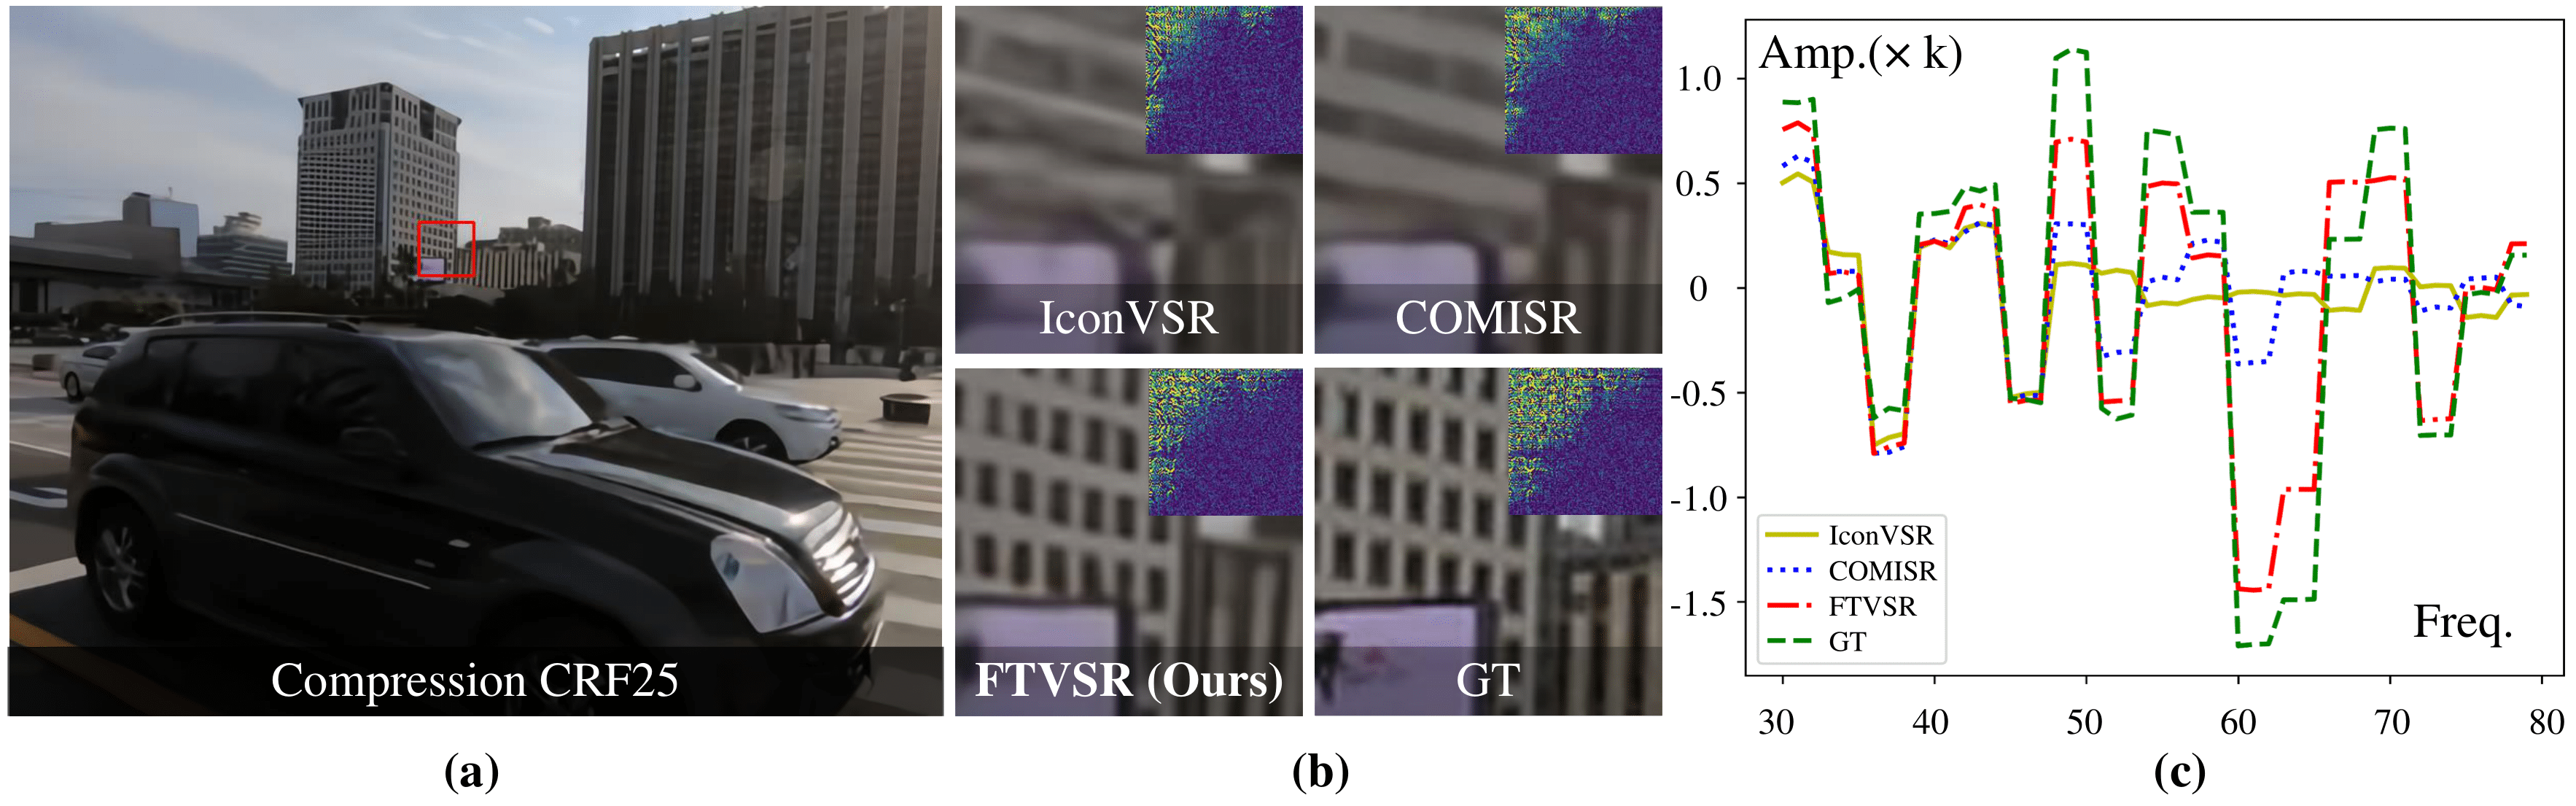 Compression CRF25
(a)
IconVSR
COMISR
FTVSR (Ours)
GT
(b)
Amp.(× k)
1.0
0.5
0
-0.5
-1.0
-1.5
IconVSR
COMISR
FTVSR
GT
Freq.
30 40 50 60 70 80
(c)